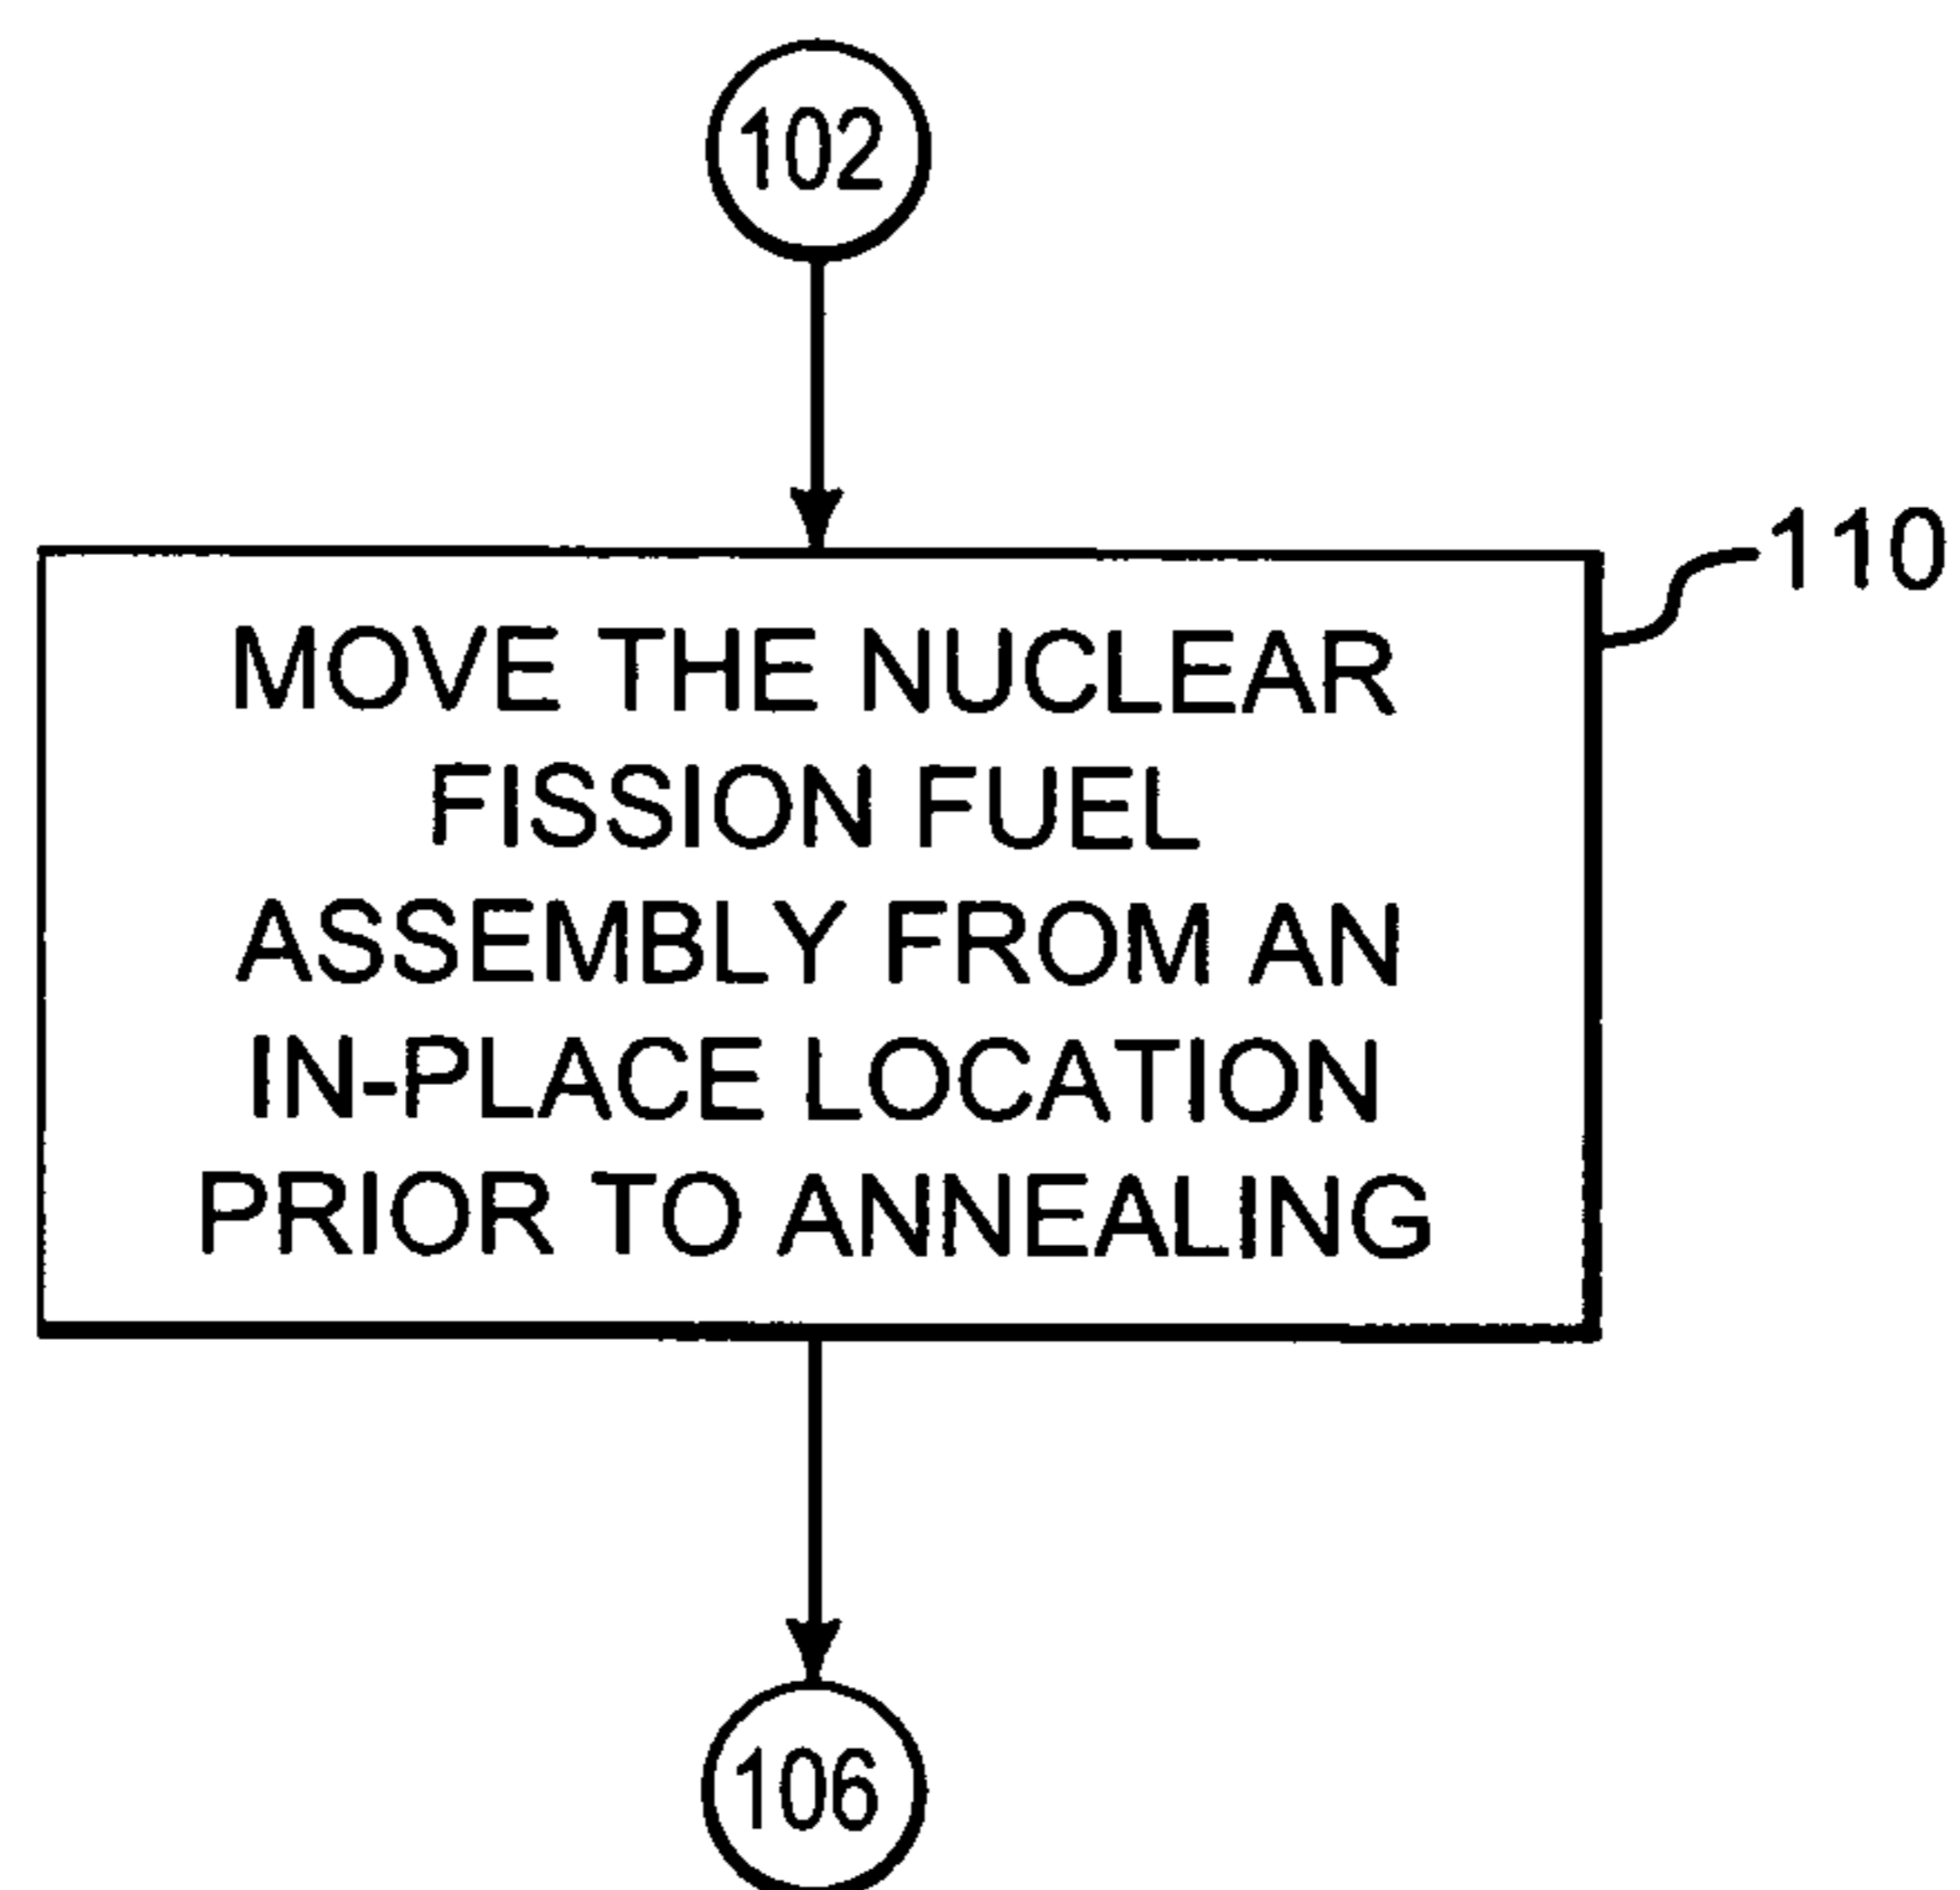 102
110
MOVE THE NUCLEAR
FISSION FUEL
ASSEMBLY FROM AN
IN-PLACE LOCATION
PRIOR TO ANNEALING
106